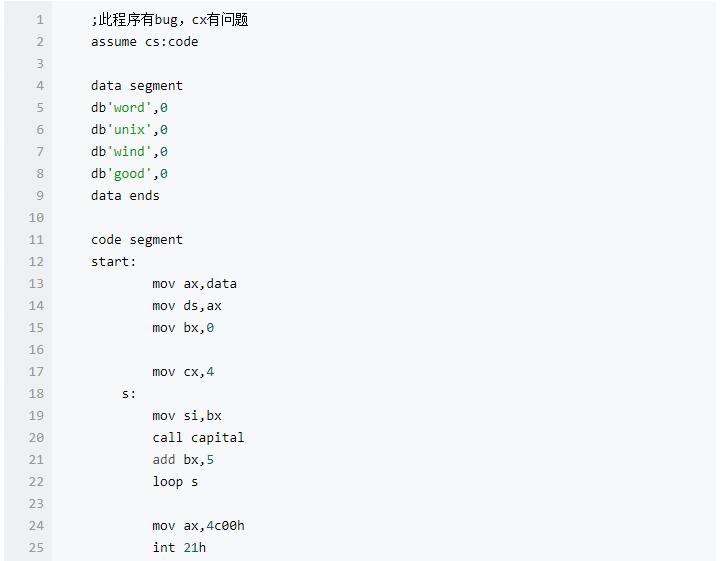 1 ;此程序有bug，cx有问题
2 assume cs:code
3
4 data segment
5 db'word',0
6 db'unix',0
7 db'wind',0
8 db'good',0
9 data ends
10
11 code segment
12 start:
13 mov ax,data
14 mov ds,ax
15 mov bx,0
16
17 mov cx,4
18 s:
19 mov si,bx
20 call capital
21 add bx,5
22 loop s
23
24 mov ax,4c00h
25 int 21h